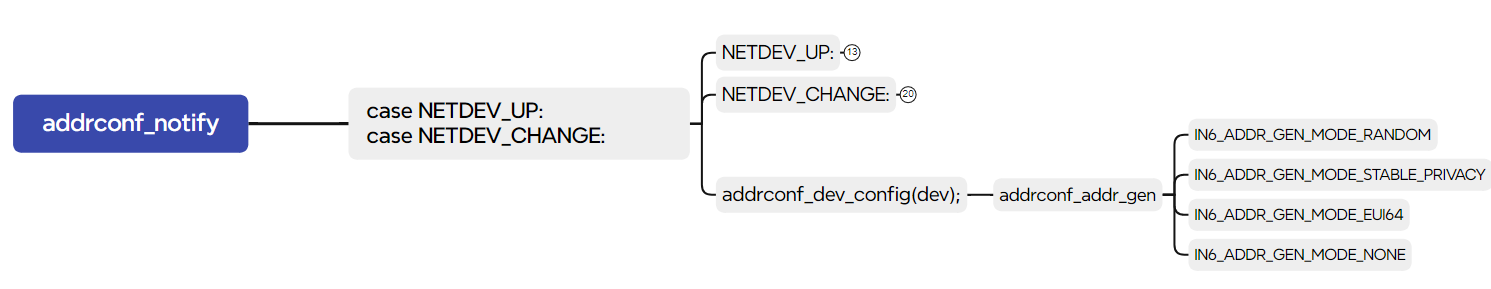 addrconf_notify
case NETDEV_UP:
case NETDEV_CHANGE:
NETDEV_UP:
13
NETDEV_CHANGE:
20
addrconf_dev_config(dev);
addrconf_addr_gen
IN6_ADDR_GEN_MODE_RANDOM
IN6_ADDR_GEN_MODE_STABLE_PRIVACY
IN6_ADDR_GEN_MODE_EUI64
IN6_ADDR_GEN_MODE_NONE